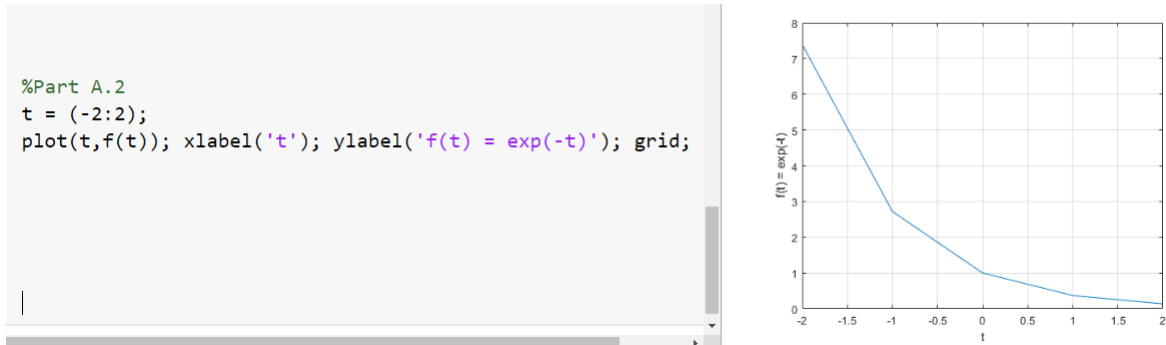 %Part A.2
t = (-2:2);
plot(t,f(t)); xlabel('t'); ylabel('f(t) = exp(-t)'); grid;
8
7
6
5
4
3
2
1
0
f(t) = exp(-t)
-2 -1.5 -1 -0.5 0 0.5 1 1.5 2
t